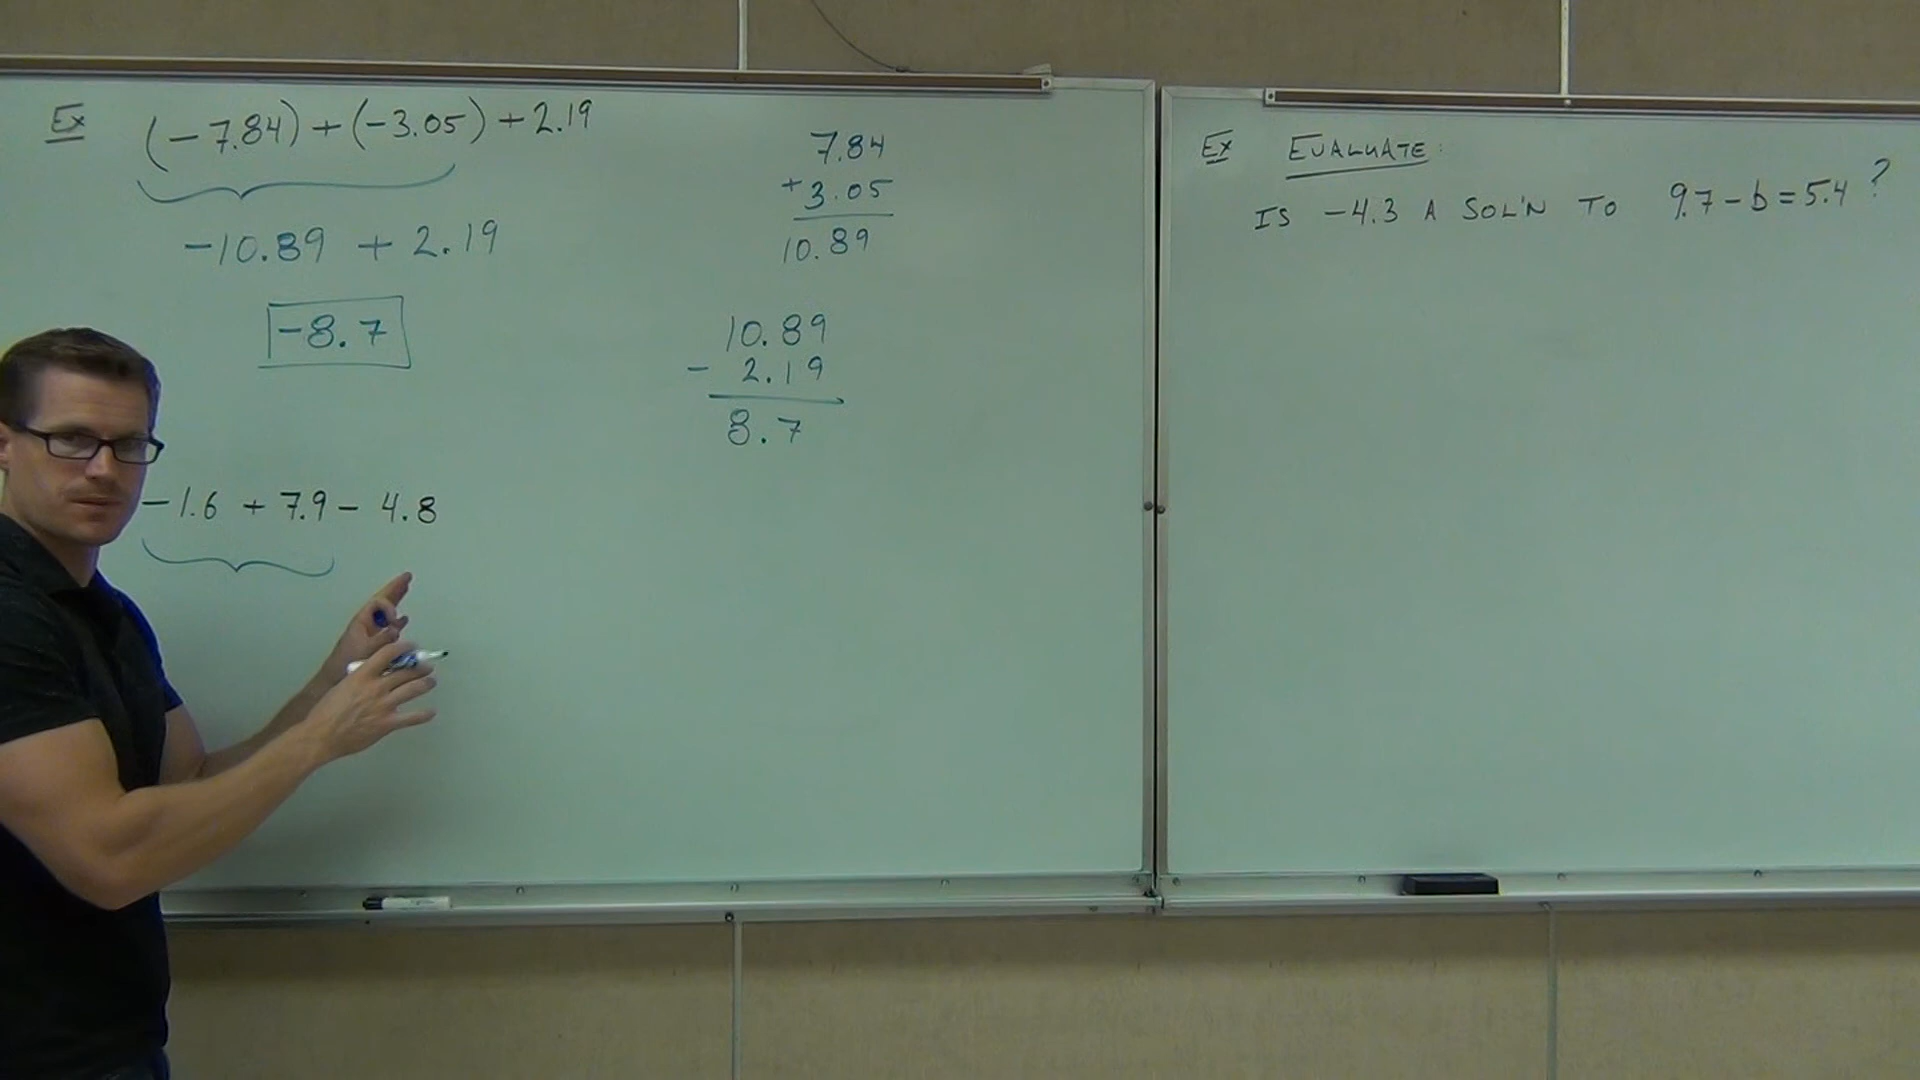 Ex (-7.84) + (-3.05) + 2.19
-10.89 + 2.19
-8.7
7.84
+ 3.05
10.89
10.89
- 2.19
8.7
-1.6 + 7.9 - 4.8
Ex EVALUATE:
IS -4.3 A SOL'N TO 9.7 - b = 5.4 ?